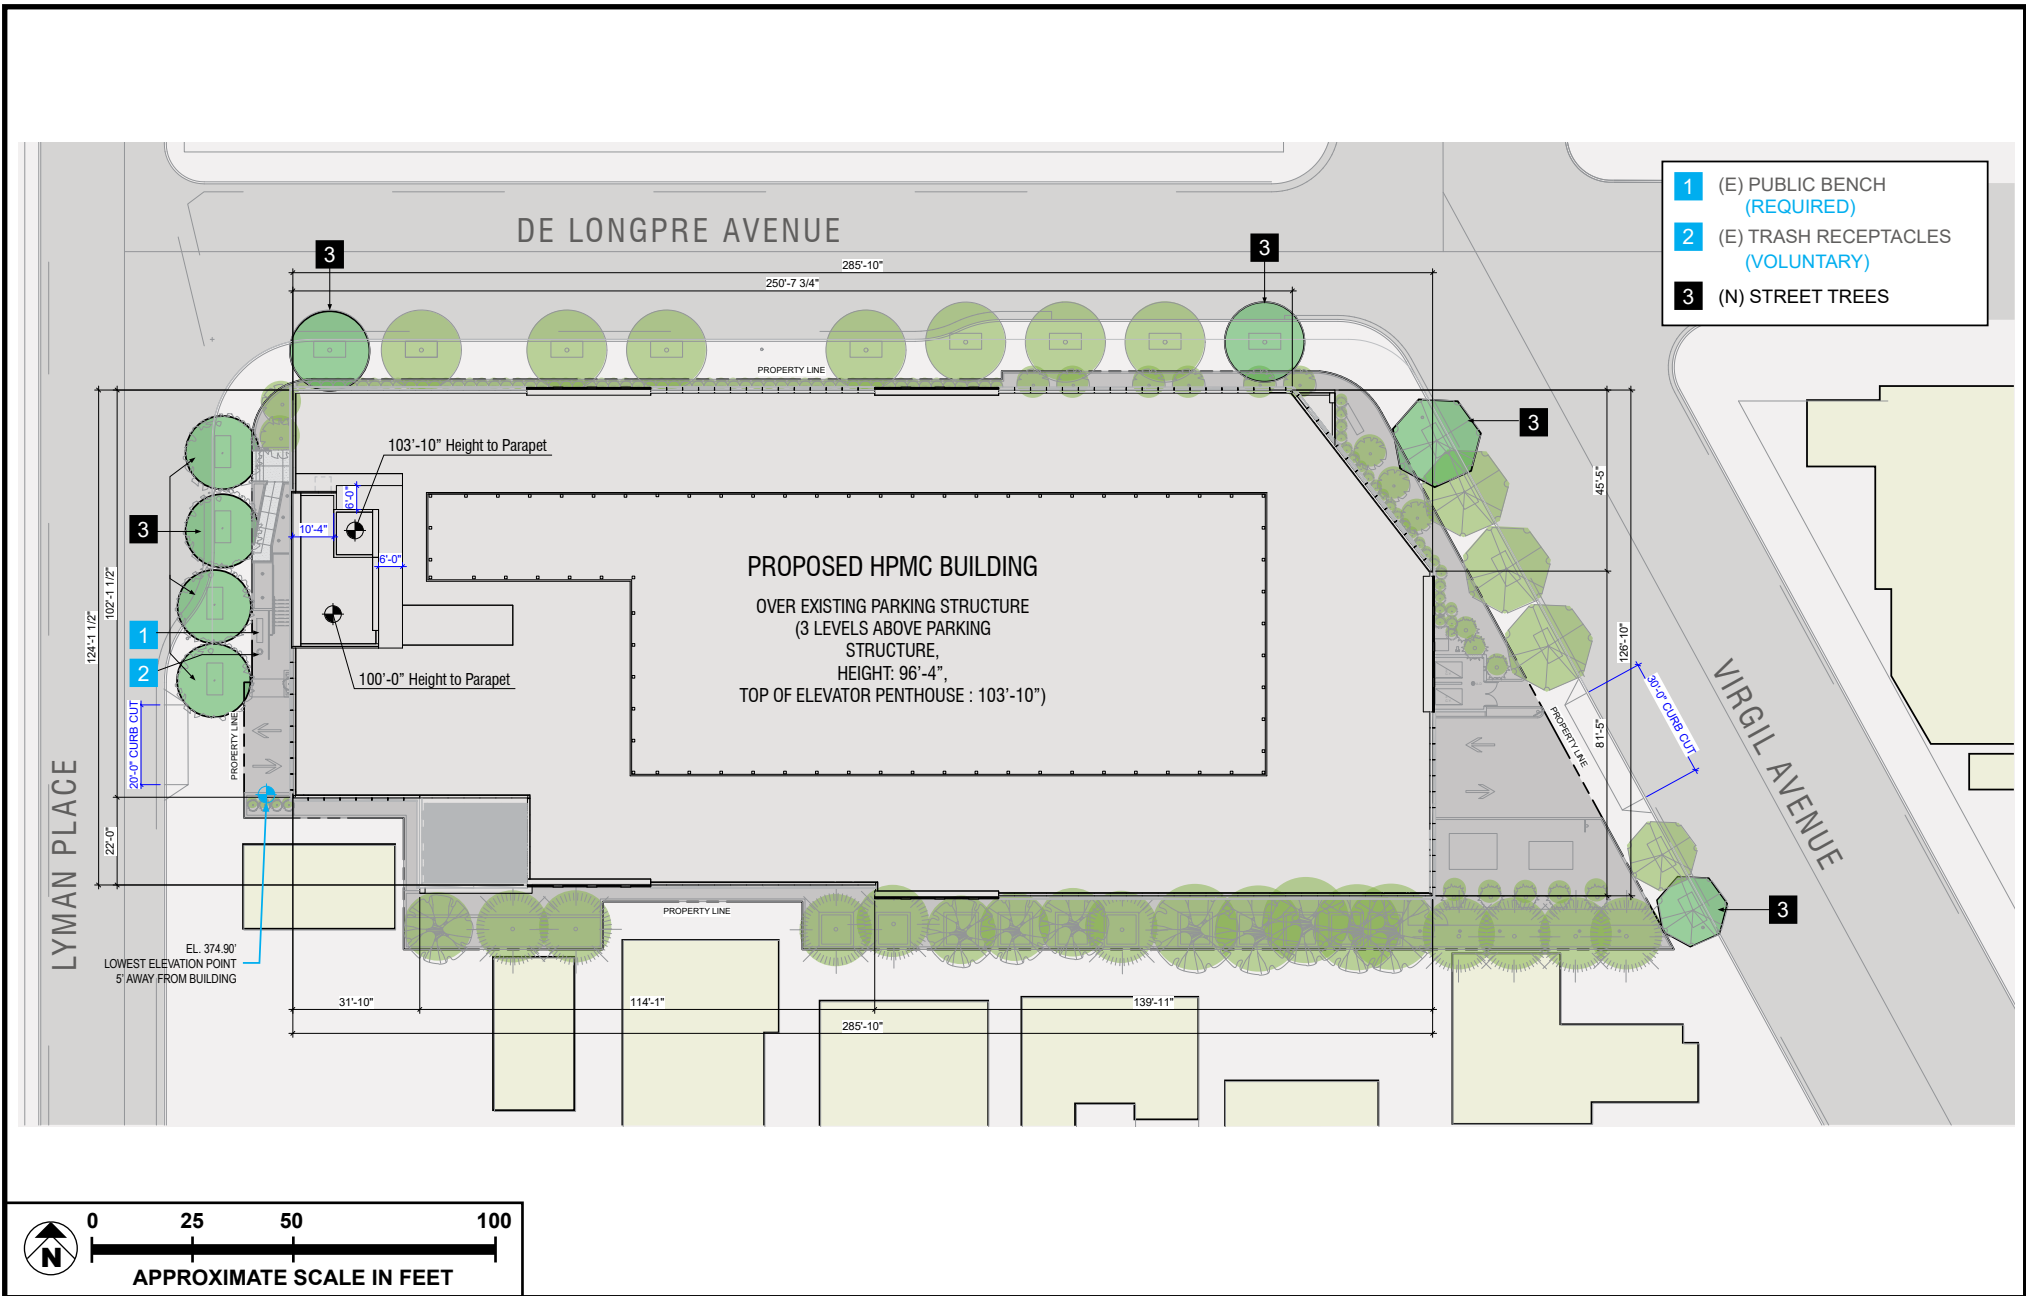 1 (E) PUBLIC BENCH
(REQUIRED)
2 (E) TRASH RECEPTACLES
(VOLUNTARY)
3 (N) STREET TREES
DE LONGPRE AVENUE
3
3
285'-10"
250'-7 3/4"
PROPERTY LINE
3
103'-10” Height to Parapet
6'-0"
10'-4"
6'-0"
45'-5"
3
PROPOSED HPMC BUILDING
OVER EXISTING PARKING STRUCTURE
(3 LEVELS ABOVE PARKING
STRUCTURE,
HEIGHT: 96'-4”,
TOP OF ELEVATOR PENTHOUSE : 103'-10”)
102'-1 1/2"
124'-1 1/2"
1
2
100'-0” Height to Parapet
126'-10"
81'-5"
30'-0" CURB CUT
PROPERTY LINE
VIRGIL AVENUE
20'-0" CURB CUT
PROPERTY LINE
LYMAN PLACE
22'-0"
EL. 374.90'
LOWEST ELEVATION POINT
5' AWAY FROM BUILDING
PROPERTY LINE
3
31'-10"
114'-1"
139'-11"
285'-10"
N
0 25 50 100
APPROXIMATE SCALE IN FEET